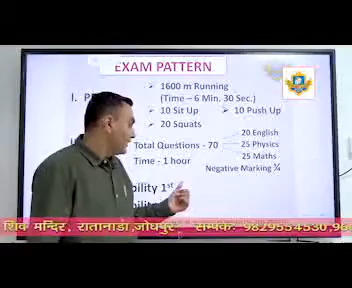 EXAM PATTERN
➢ 1600 m Running
I.
(Time – 6 Min. 30 Sec.)
➢ 10 Sit Up ➢ 10 Push Up
➢ 20 Squats
20 English
Total Questions - 70
25 Physics
25 Maths
Time - 1 hour
Negative Marking ¼
1st
शिव मन्दिर, रातानाडा,जोधपुर सम्पर्कः 9829554530,